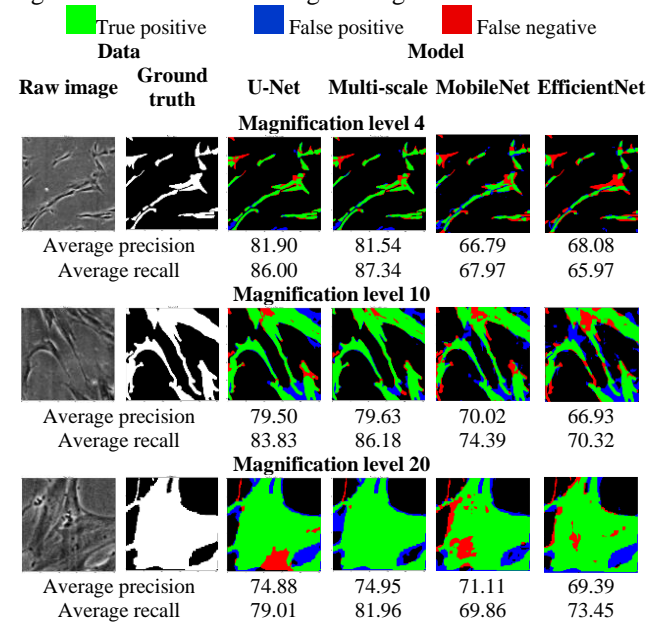 True positive False positive False negative
Data Model
Raw image Ground truth U-Net Multi-scale MobileNet EfficientNet
Magnification level 4
Average precision 81.90 81.54 66.79 68.08
Average recall 86.00 87.34 67.97 65.97
Magnification level 10
Average precision 79.50 79.63 70.02 66.93
Average recall 83.83 86.18 74.39 70.32
Magnification level 20
Average precision 74.88 74.95 71.11 69.39
Average recall 79.01 81.96 69.86 73.45